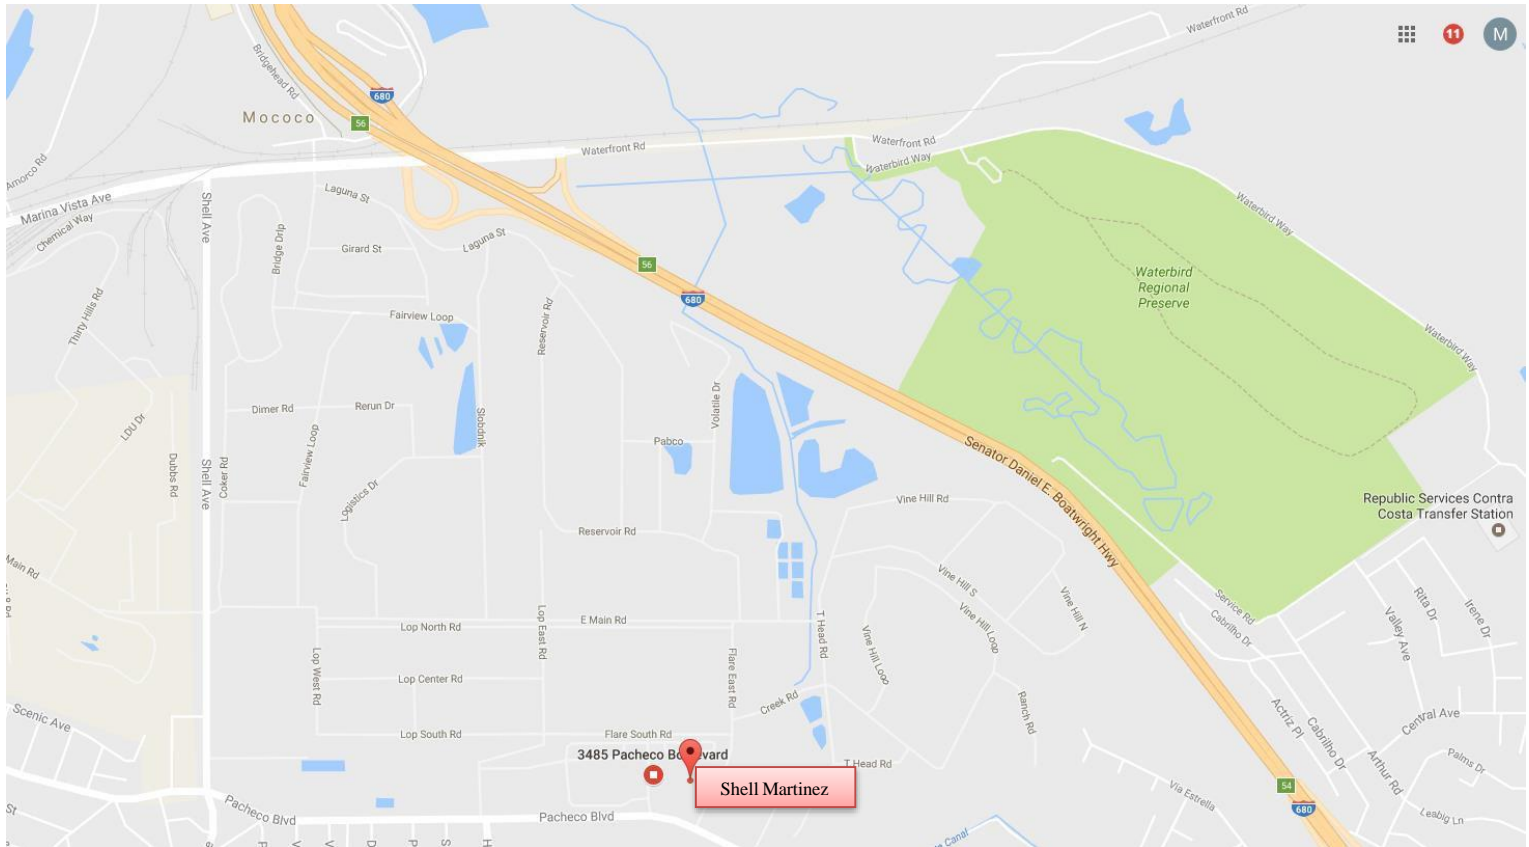 Waterfront Rd
11
M
Bridgehead Rd
680
Mococo
56
Waterfront Rd
Waterfront Rd
Waterbird Way
Amorco Rd
Marina Vista Ave
Chemical Way
Shell Ave
Laguna St
Laguna St
Girard St
Bridge Drip
Waterbird Way
56
680
Waterbird
Regional
Preserve
Thirty Hills Rd
Fairview Loop
Reservoir Rd
Waterbird Way
Volatile Dr
Dimer Rd
Rerun Dr
Slobdnik
LDU Dr
Pabco
Fairview Loop
Senator Daniel E. Boatwright Hwy
Dubbs Rd
Shell Ave
Coker Rd
Logistics Dr
Vine Hill Rd
Republic Services Contra
Costa Transfer Station
Reservoir Rd
Main Rd
Vine Hill S
Vine Hill Loop
Vine Hill N
Service Rd
Cabrilho Dr
Valley Ave
Rita Dr
Irene Dr
Lop North Rd
Lop East Rd
E Main Rd
T Head Rd
Vine Hill Loop
Lop West Rd
Lop Center Rd
Flare East Rd
Creek Rd
Ranch Rd
Scenic Ave
Lop South Rd
Flare South Rd
Actriz Pl
Cabrilho Dr
Central Ave
3485 Pacheco Bo evard
T Head Rd
Arthur Rd
Palms Dr
Shell Martinez
54
680
Via Estrella
St
Pacheco Blvd
Pacheco Blvd
Leabig Ln
Canal